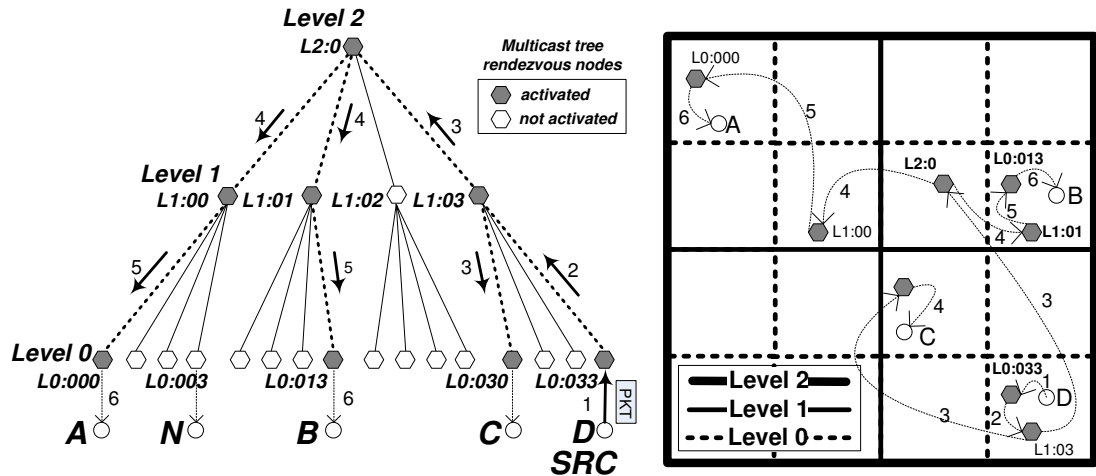 Level 2
L2:0
Multicast tree
rendezvous nodes
activated
not activated
4
4
3
Level 1
L1:00
L1:01
L1:02
L1:03
5
5
3
2
Level 0
L0:000
L0:003
L0:013
L0:030
L0:033
6
6
1
PKT
A
N
B
C
D
SRC
L0:000
6
A
5
L2:0
L0:013
6
B
4
5
L1:00
4
L1:01
4
C
3
L0:033
1
D
2
3
L1:03
Level 2
Level 1
Level 0